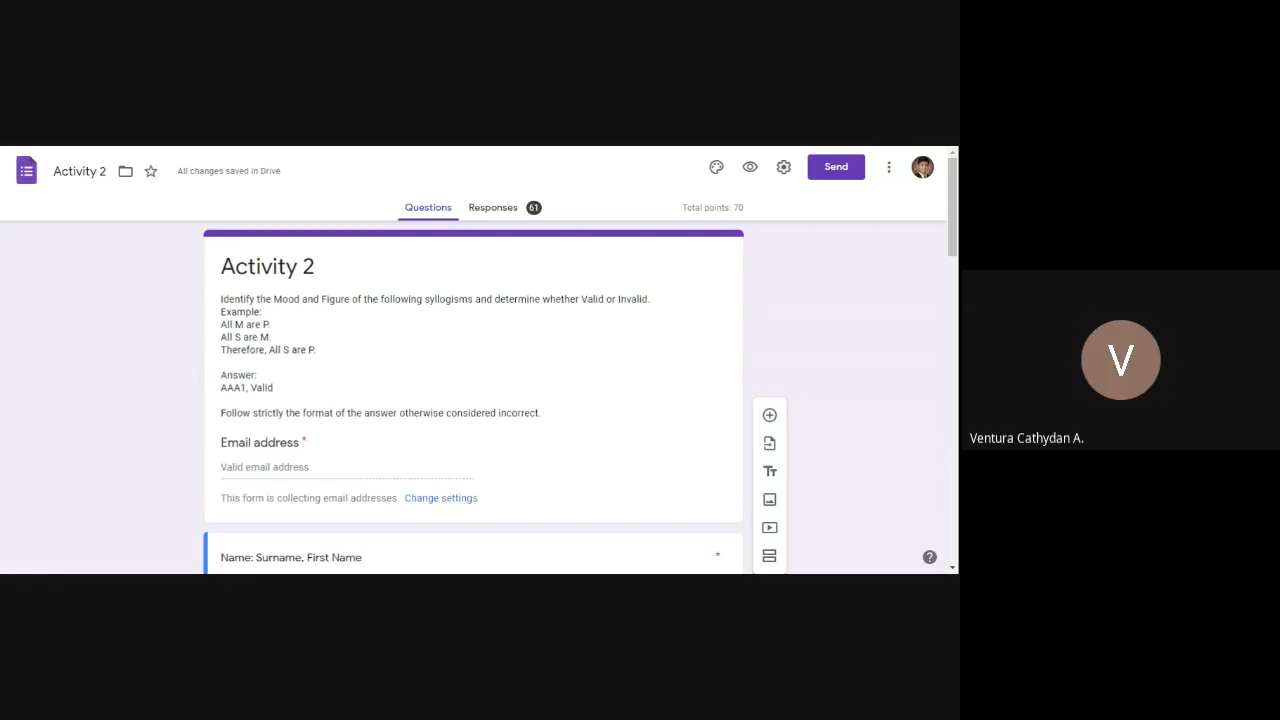 Activity 2
All changes saved in Drive
Send
Questions
Responses 61
Total points: 70
Activity 2
Identify the Mood and Figure of the following syllogisms and determine whether Valid or Invalid.
Example:
All M are P.
All S are M.
Therefore, All S are P.
Answer:
AAA1, Valid
Follow strictly the format of the answer otherwise considered incorrect.
Email address *
Valid email address
This form is collecting email addresses. Change settings
Name: Surname, First Name *
Tт
V
Ventura Cathydan A.